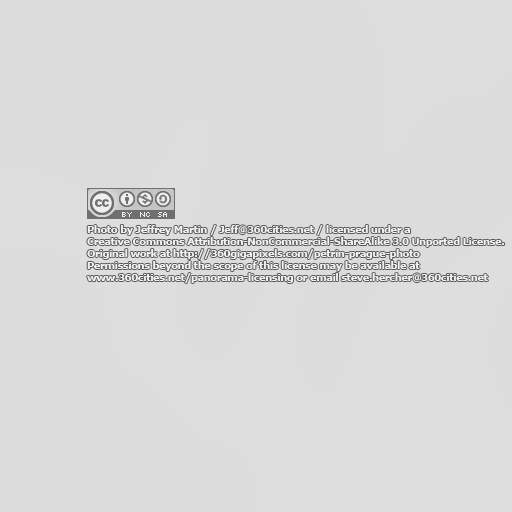 cc BY NC SA
Photo by Jeffrey Martin / Jeff@360cities.net / licensed under a
Creative Commons Attribution-NonCommercial-ShareAlike 3.0 Unported License.
Original work at http://360gigapixels.com/petrin-prague-photo
Permissions beyond the scope of this license may be available at
www.360cities.net/panorama-licensing or email steve.hercher@360cities.net